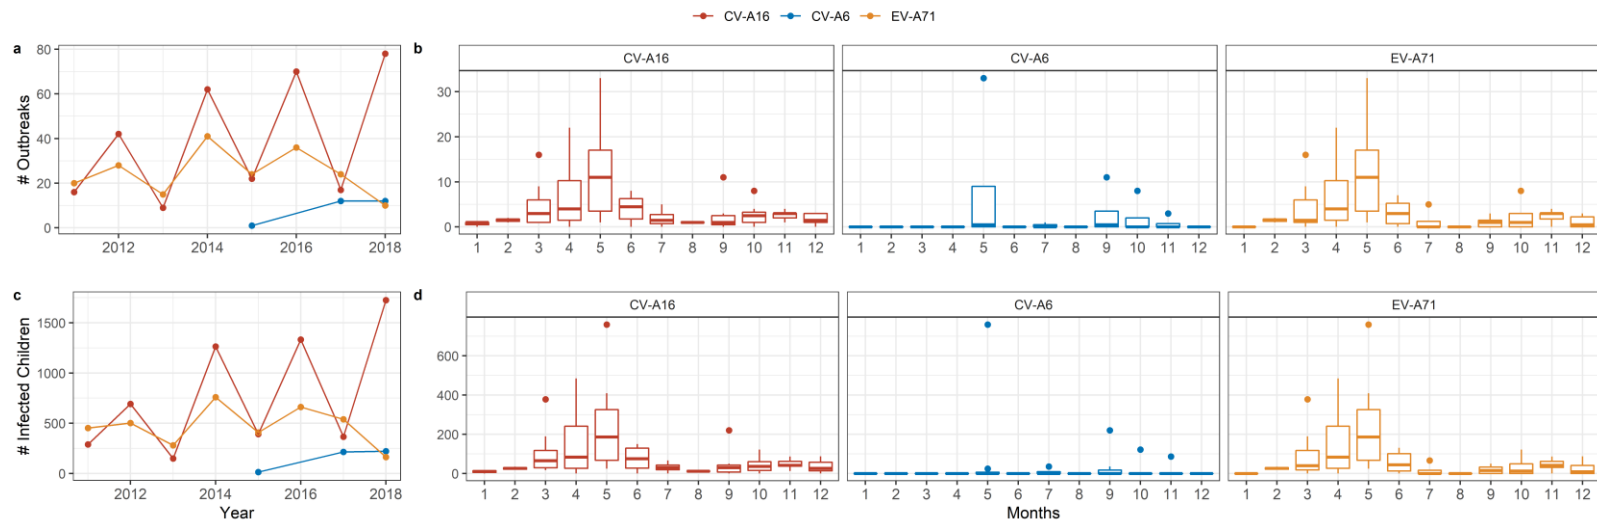 CV-A16 CV-A6 EV-A71
a
80
60
40
20
0
# Outbreaks
2012 2014 2016 2018
b
CV-A16 CV-A6 EV-A71
30
20
10
0
1 2 3 4 5 6 7 8 9 10 11 12 1 2 3 4 5 6 7 8 9 10 11 12 1 2 3 4 5 6 7 8 9 10 11 12
c
1500
1000
500
0
# Infected Children
2012 2014 2016 2018
Year
d
CV-A16 CV-A6 EV-A71
600
400
200
0
1 2 3 4 5 6 7 8 9 10 11 12 1 2 3 4 5 6 7 8 9 10 11 12 1 2 3 4 5 6 7 8 9 10 11 12
Months